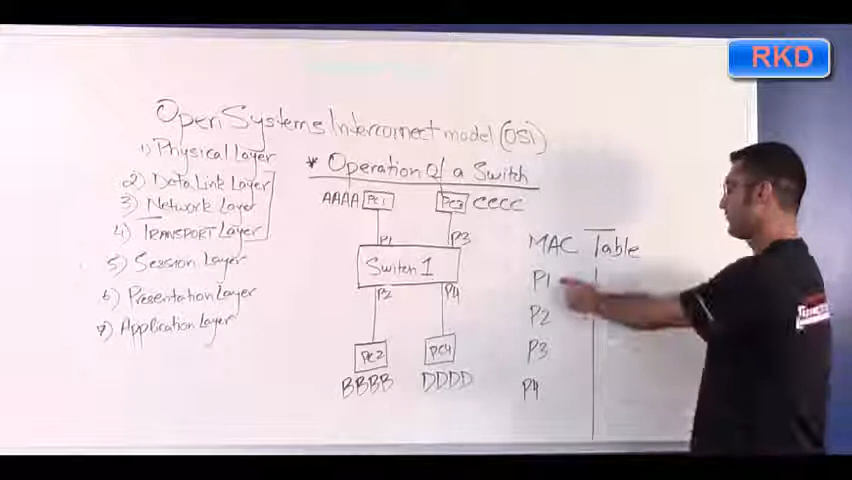 RKD
Open Systems Interconnect model (OSI)
1) Physical Layer
2) Data Link Layer
3) Network Layer
4) TRANSPORT Layer
5) Session Layer
6) Presentation Layer
7) Application Layer
* Operation Of a Switch
AAAA PC1 PC3 CCCC
P1 P3
Switch 1
P2 P4
PC2 PC4
BBBB DDDD
MAC Table
P1
P2
P3
P4